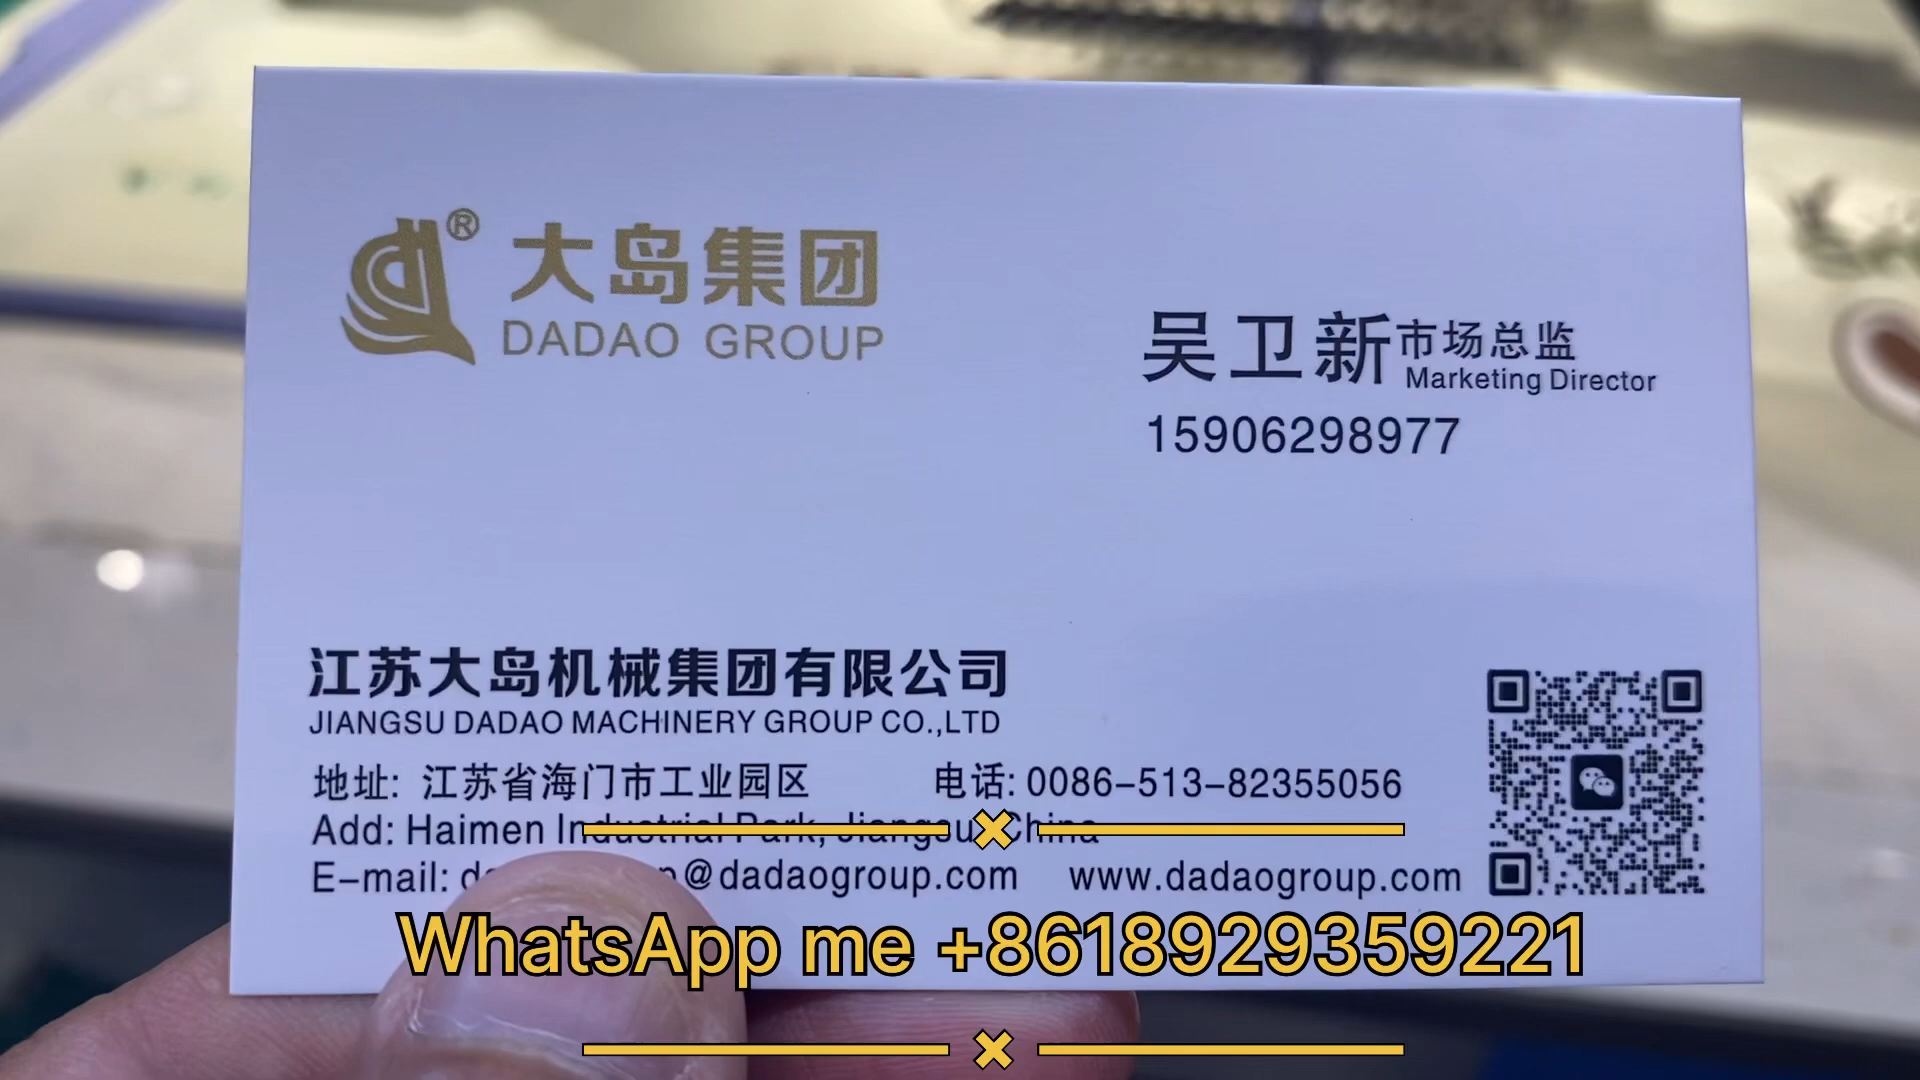 ®
大岛集团
DADAO GROUP
吴卫新 市场总监
Marketing Director
15906298977
江苏大岛机械集团有限公司
JIANGSU DADAO MACHINERY GROUP CO.,LTD
地址: 江苏省海门市工业园区 电话: 0086-513-82355056
Add: Haimen Industrial Park, Jiangsu, China
E-mail: @dadaogroup.com www.dadaogroup.com
WhatsApp me +8618929359221